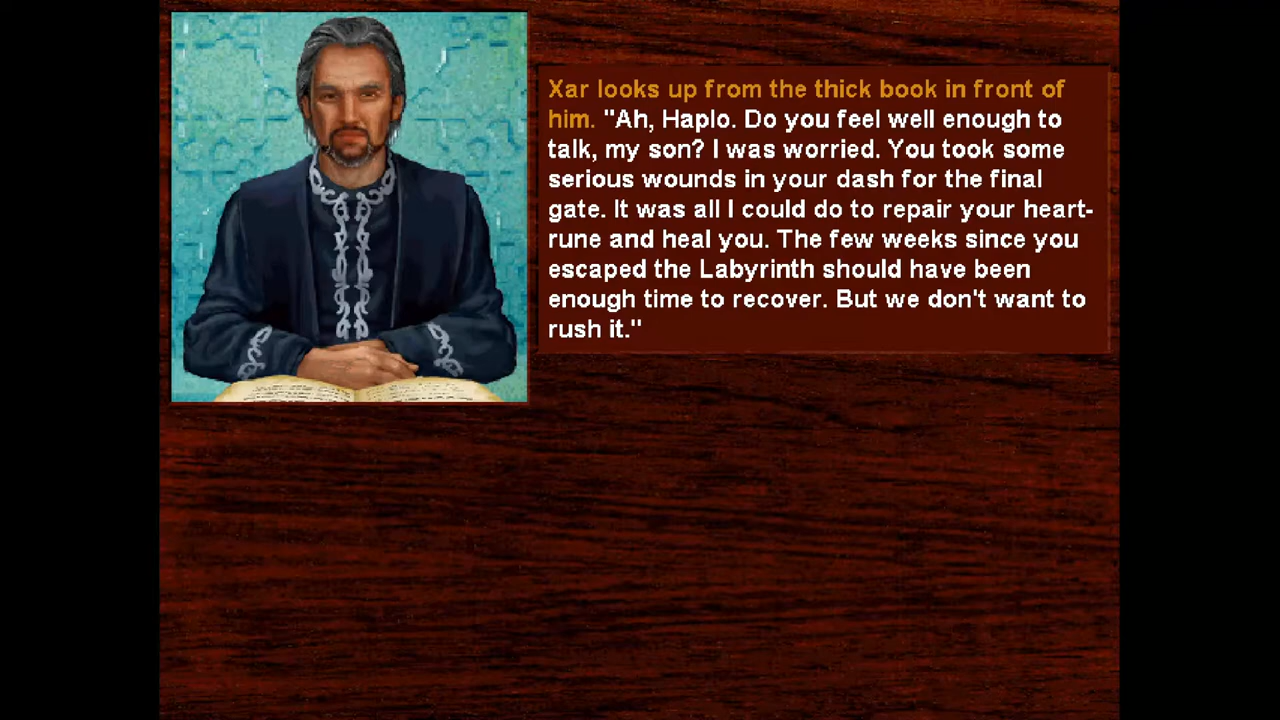 Xar looks up from the thick book in front of
him. "Ah, Haplo. Do you feel well enough to
talk, my son? I was worried. You took some
serious wounds in your dash for the final
gate. It was all I could do to repair your heart-
rune and heal you. The few weeks since you
escaped the Labyrinth should have been
enough time to recover. But we don't want to
rush it."